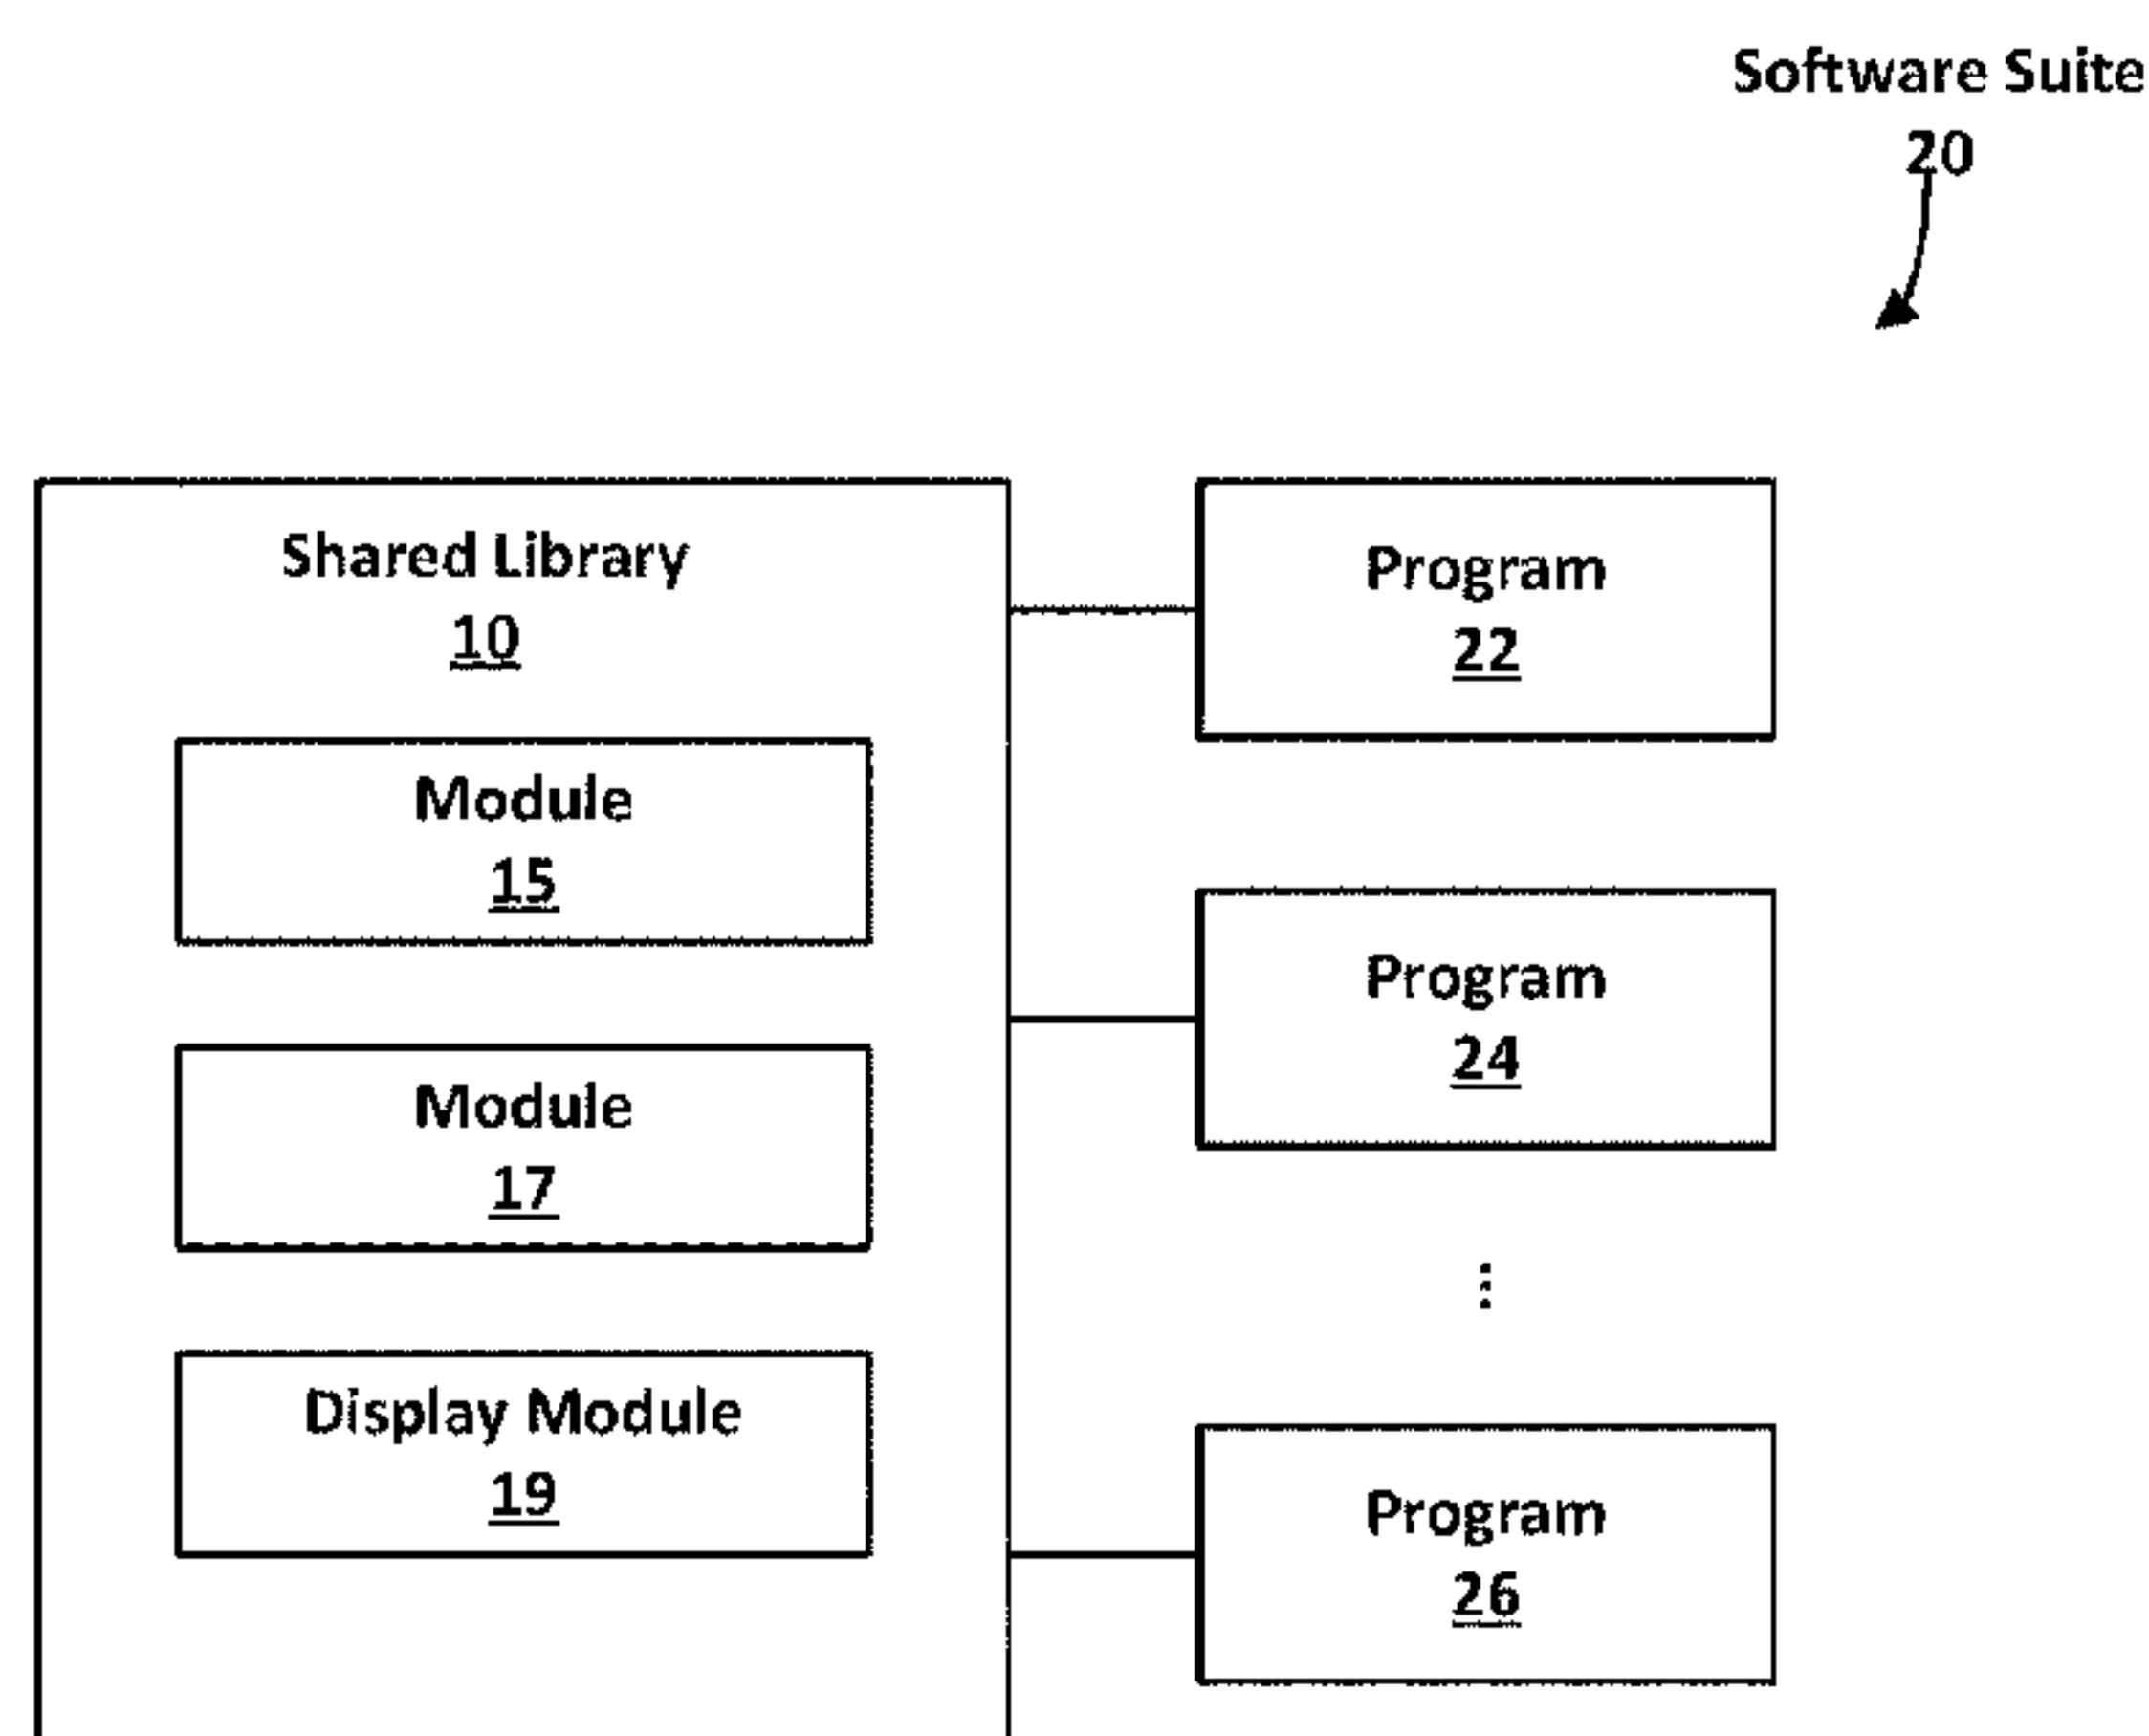 Software Suite
20
Shared Library
10
Module
15
Module
17
Display Module
19
Program
22
Program
24
⋮
Program
26